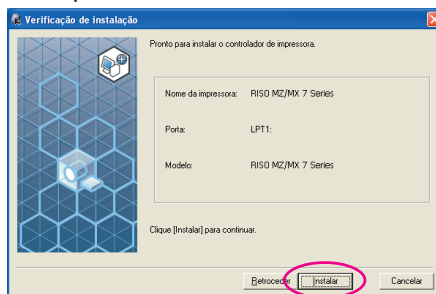 Verificação de instalação
Pronto para instalar o controlador de impressora.
Nome da impressora: RISO MZ/MX 7 Series
Porta: LPT1:
Modelo: RISO MZ/MX 7 Series
Clique [Instalar] para continuar.
Retroceder Instalar Cancelar